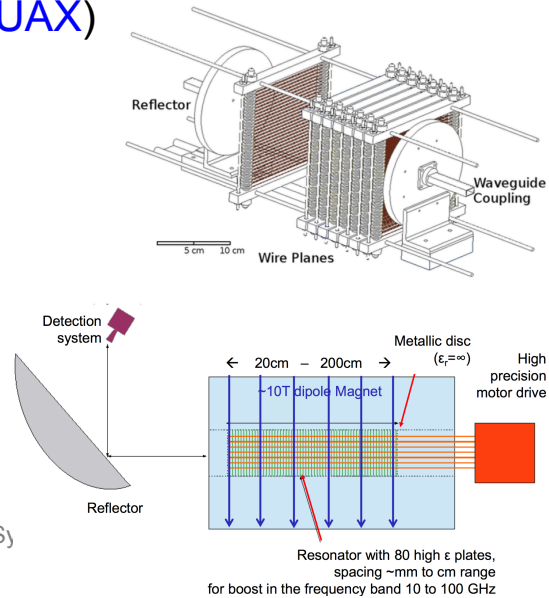 UAX)
Reflector
Waveguide
Coupling
5 cm 10 cm
Wire Planes
Detection
system
Metallic disc
(εr=∞)
High
precision
motor drive
← 20cm – 200cm →
~10T dipole Magnet
Reflector
Resonator with 80 high ε plates,
spacing ~mm to cm range
for boost in the frequency band 10 to 100 GHz